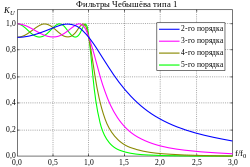 Фильтры Чебышёва типа 1
K_U
1,0
0,8
0,6
0,4
0,2
0,0
2-го порядка
3-го порядка
4-го порядка
5-го порядка
0,0 0,5 1,0 1,5 2,0 2,5 3,0
f/f₀